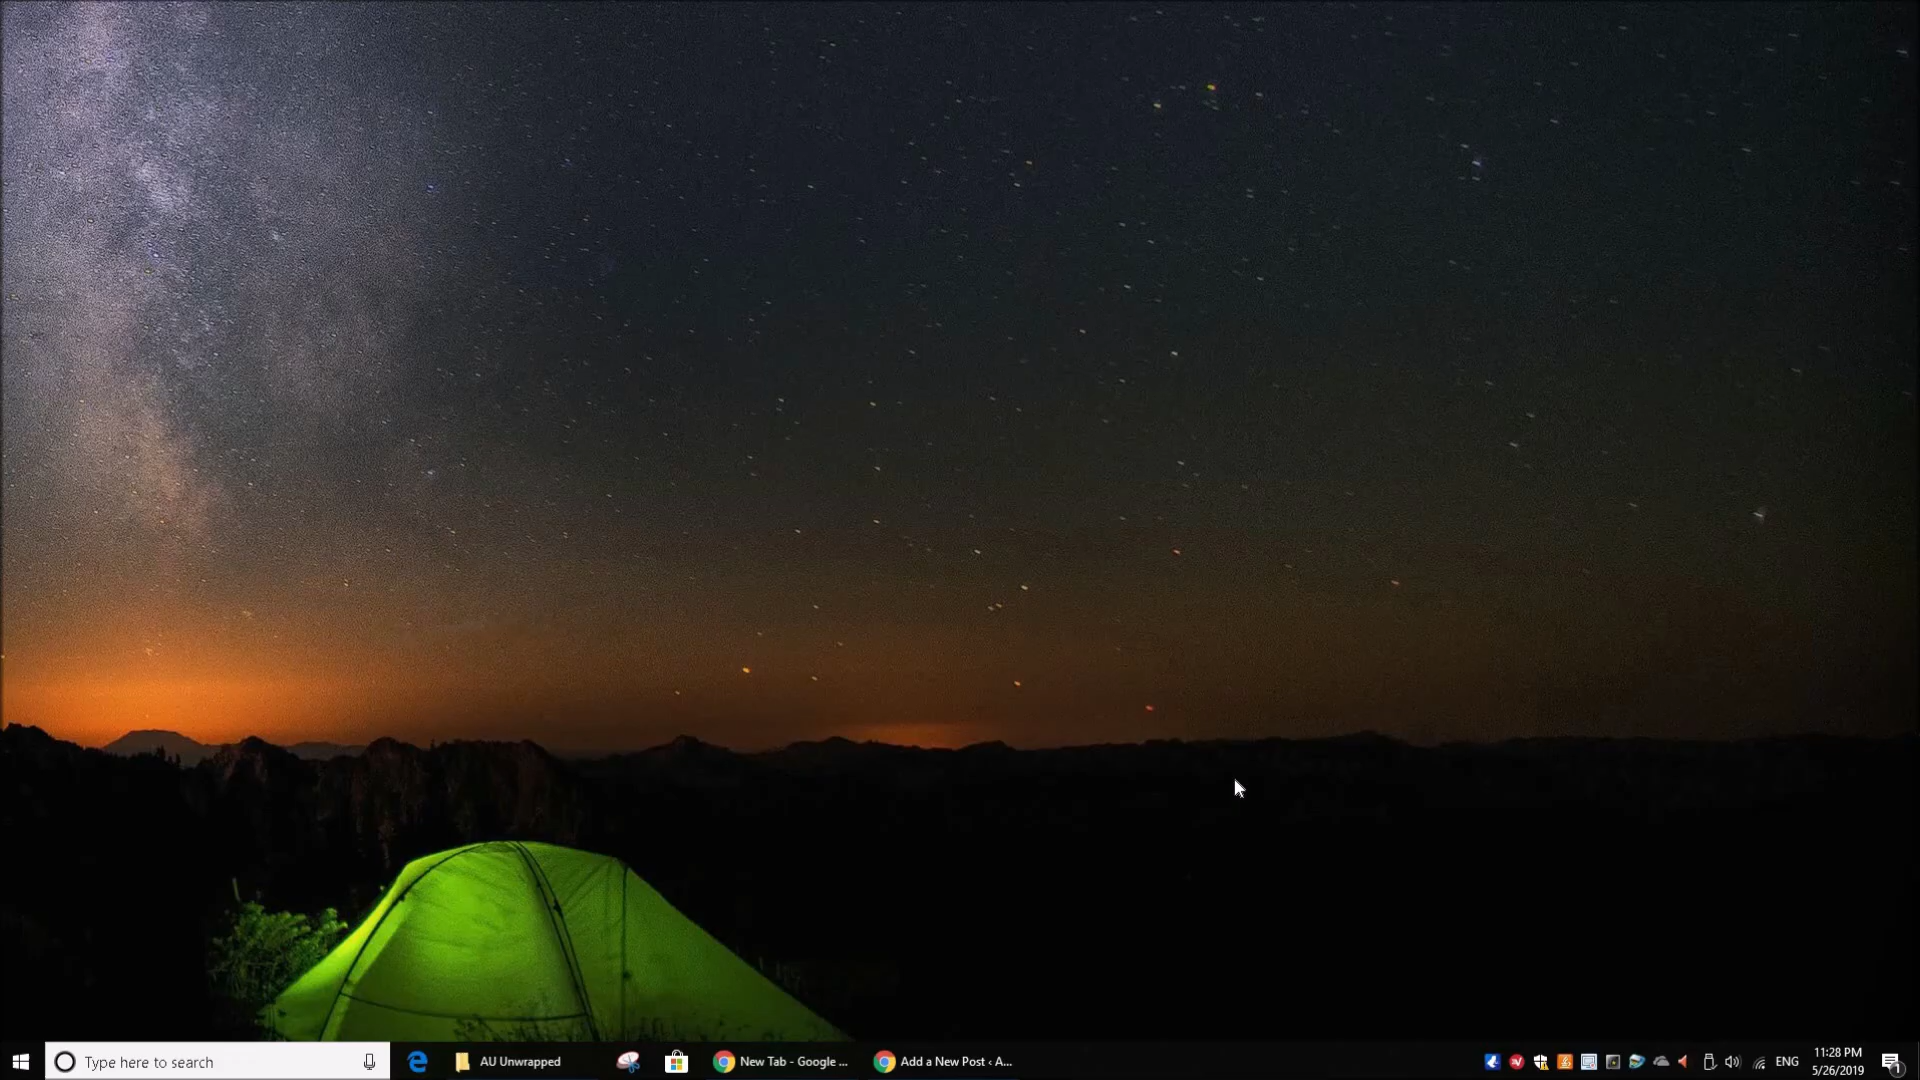 Type here to search
AU Unwrapped
New Tab - Google ...
Add a New Post ‹ A...
ENG
11:28 PM
5/26/2019
1